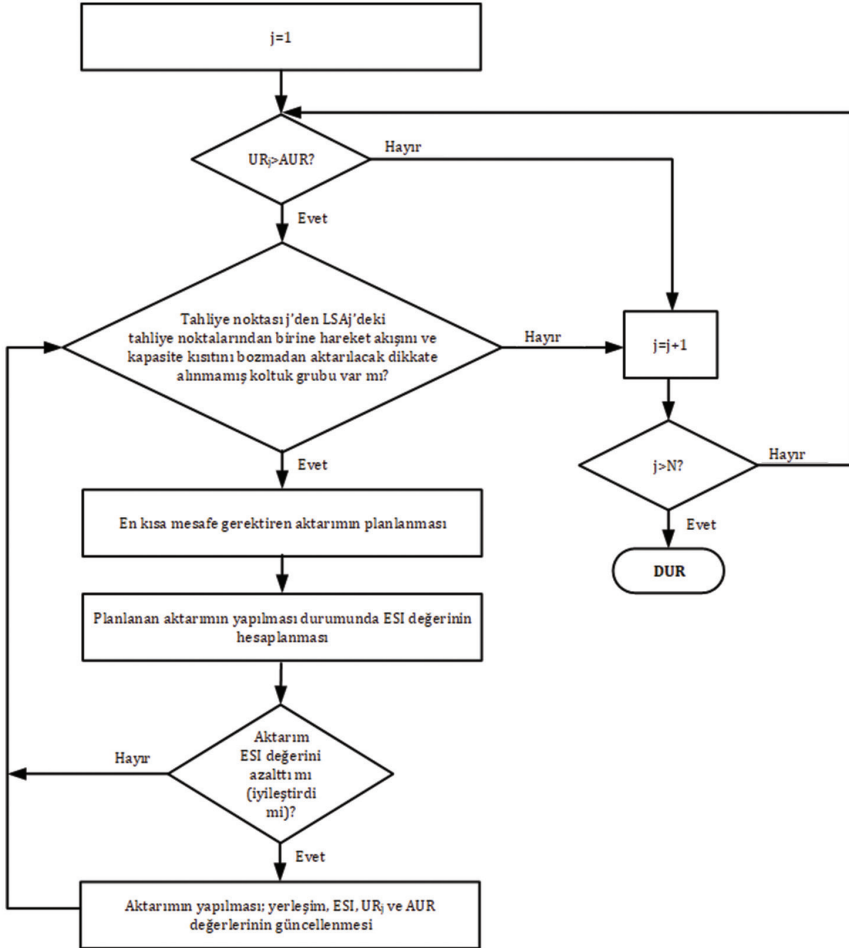 j=1
URj>AUR?
Hayır
Evet
Tahliye noktası j'den LSAj'deki
tahliye noktalarından birine hareket akışını ve
kapasite kısıtını bozmadan aktarılacak dikkate
alınmamış koltuk grubu var mı?
Hayır
j=j+1
Evet
j>N?
Hayır
En kısa mesafe gerektiren aktarımın planlanması
Evet
DUR
Planlanan aktarımın yapılması durumunda ESI değerinin
hesaplanması
Aktarım
ESI değerini
azalttı mı
(iyileştirdi
mi)?
Hayır
Evet
Aktarımın yapılması; yerleşim, ESI, URj ve AUR
değerlerinin güncellenmesi